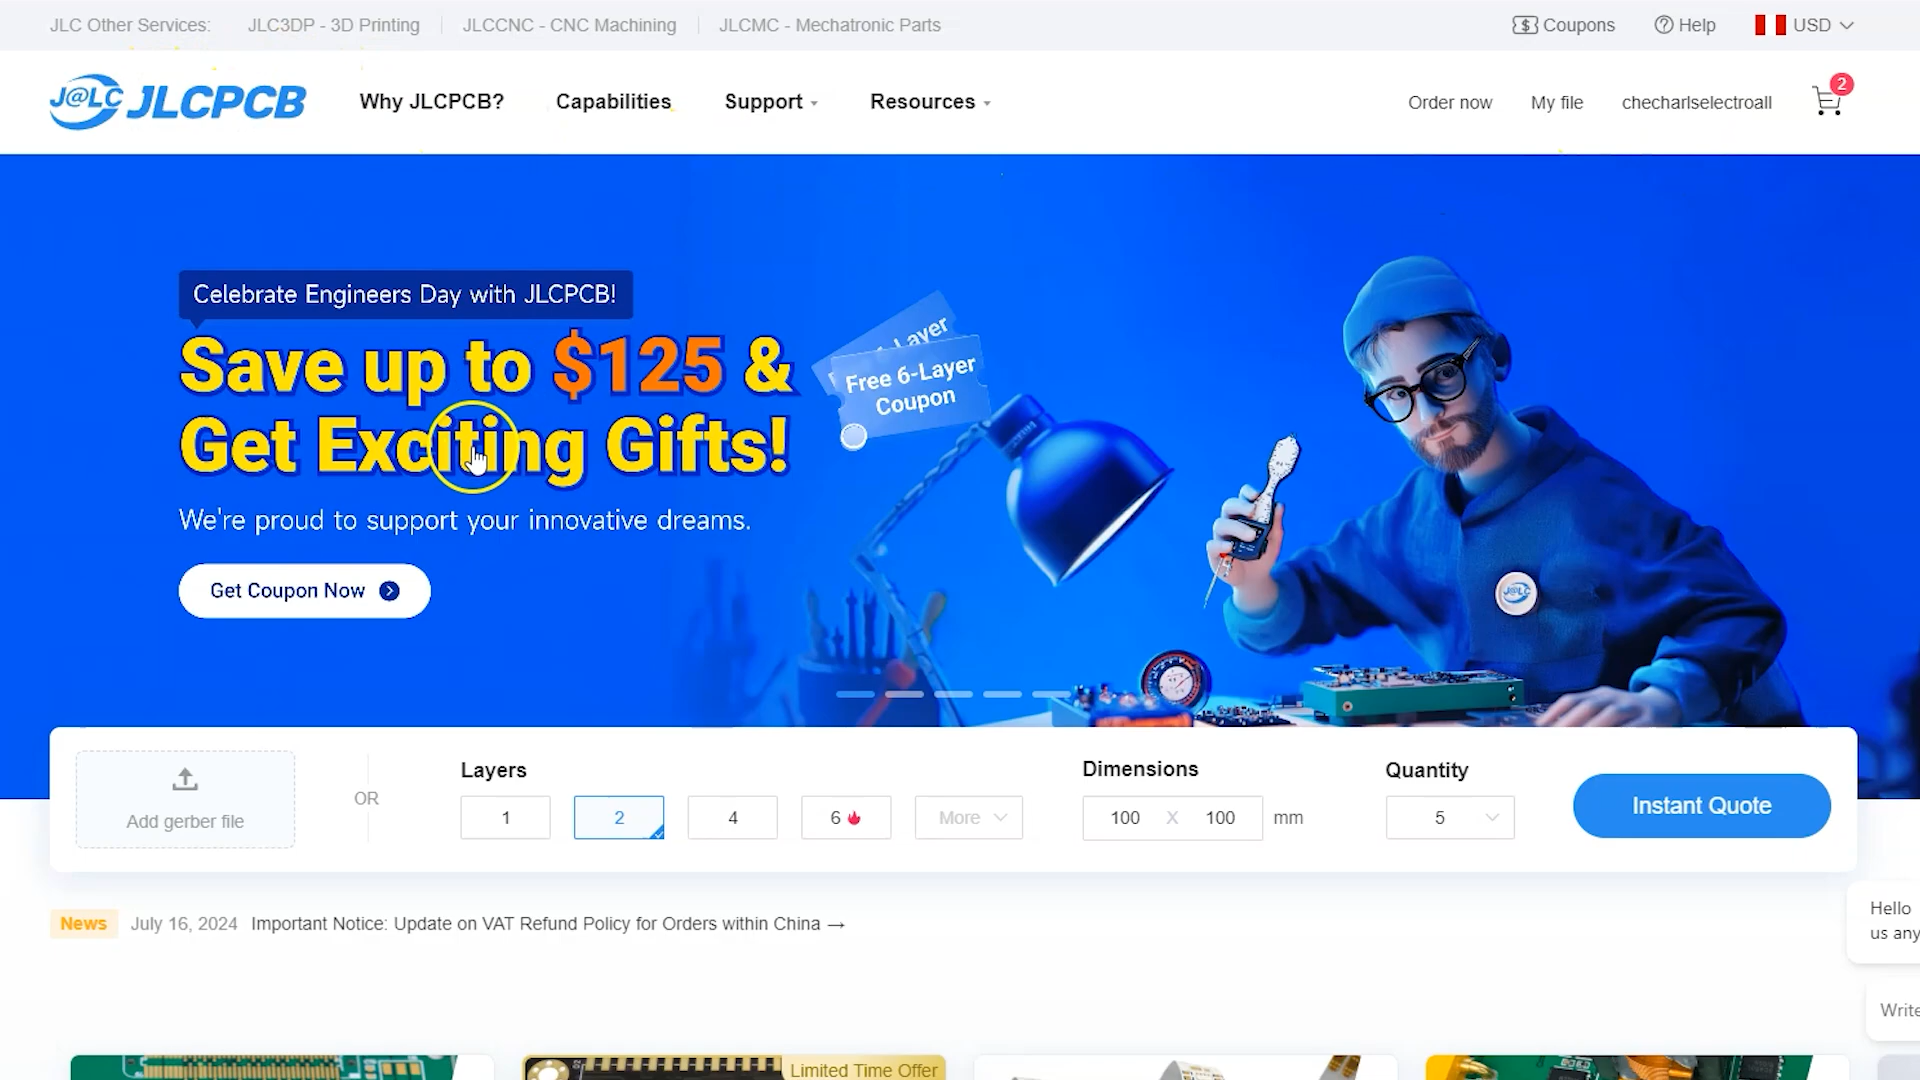 JLC Other Services: JLC3DP - 3D Printing JLCCNC - CNC Machining JLCMC - Mechatronic Parts
Coupons Help USD
J@LC JLCPCB Why JLCPCB? Capabilities Support Resources
Order now My file checharlselectroall 2
Celebrate Engineers Day with JLCPCB!
Save up to $125 &
Get Exciting Gifts!
We're proud to support your innovative dreams.
Get Coupon Now
Layer
Free 6-Layer
Coupon
J@LC
Add gerber file
OR
Layers
1 2 4 6 More
Dimensions
100 X 100 mm
Quantity
5
Instant Quote
News July 16, 2024 Important Notice: Update on VAT Refund Policy for Orders within China →
Hello
us any
Write
Limited Time Offer